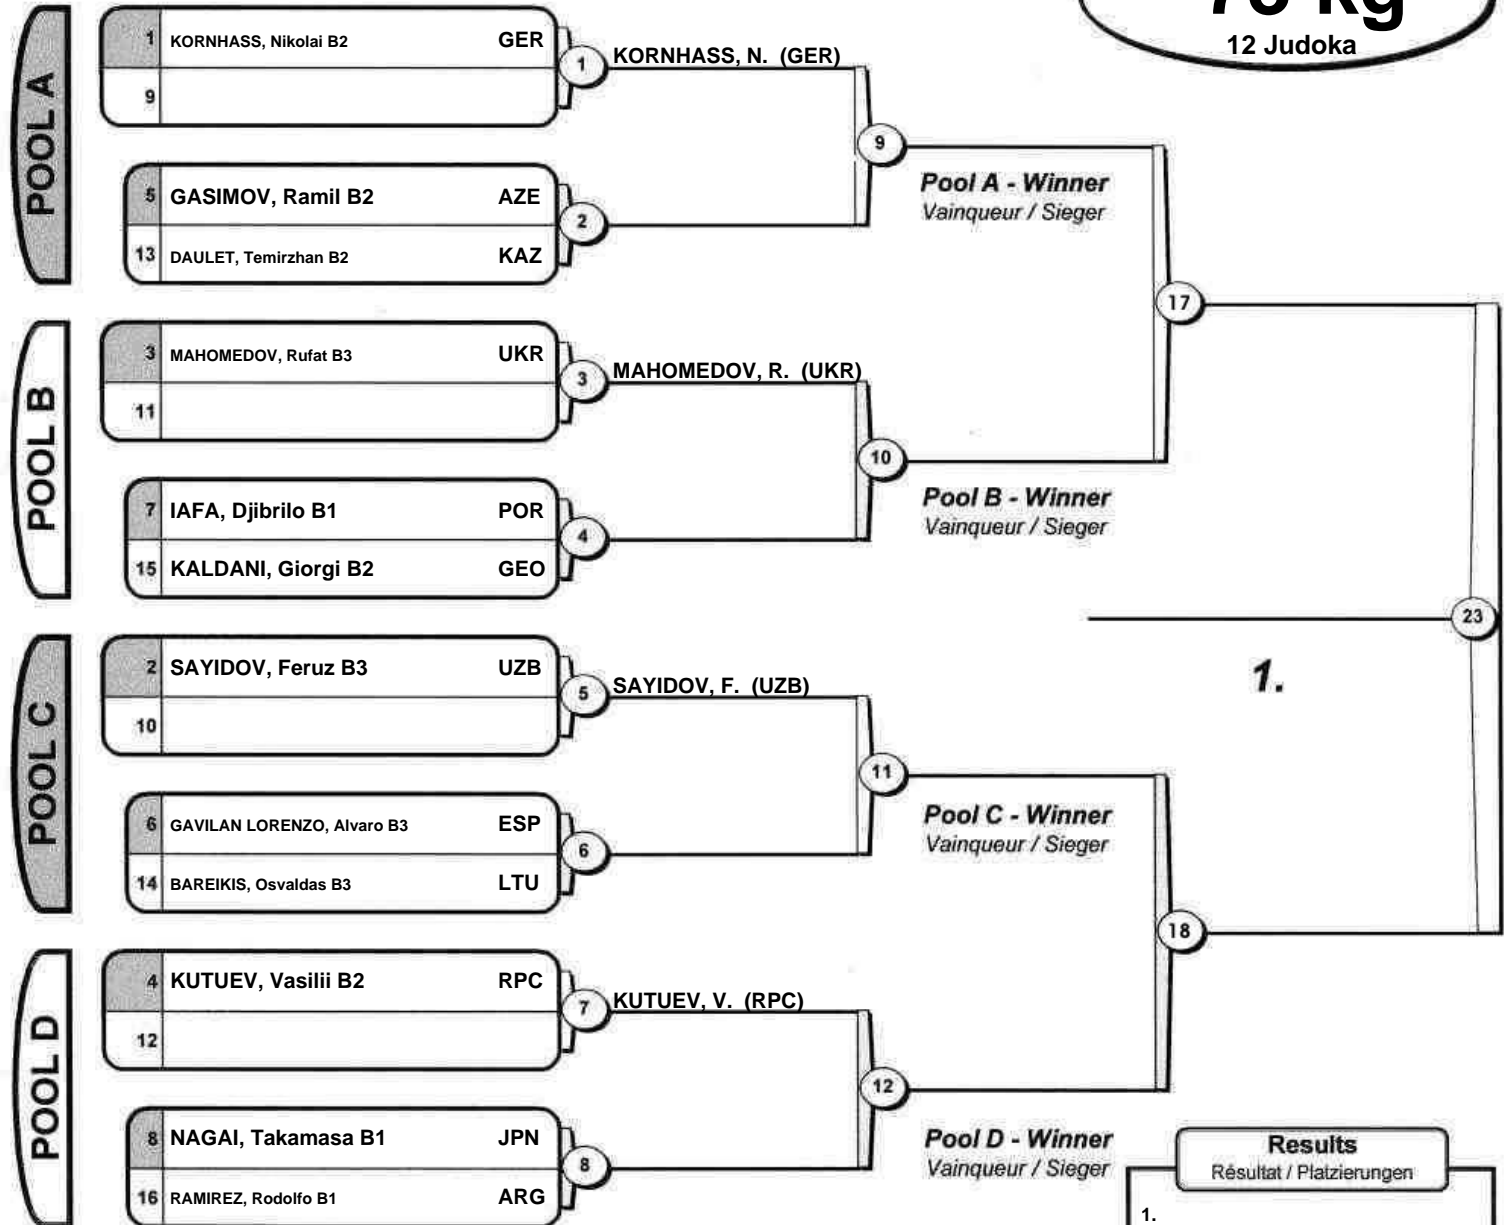 73 kg
12 Judoka
POOL A
1 KORNHASS, Nikolai B2 GER
9
1 KORNHASS, N. (GER)
5 GASIMOV, Ramil B2 AZE
13 DAULET, Temirzhan B2 KAZ
2
9
Pool A - Winner
Vainqueur / Sieger
POOL B
3 MAHOMEDOV, Rufat B3 UKR
11
3 MAHOMEDOV, R. (UKR)
7 IAFA, Djibrilo B1 POR
15 KALDANI, Giorgi B2 GEO
4
10
Pool B - Winner
Vainqueur / Sieger
17
POOL C
2 SAYIDOV, Feruz B3 UZB
10
5 SAYIDOV, F. (UZB)
6 GAVILAN LORENZO, Alvaro B3 ESP
14 BAREIKIS, Osvaldas B3 LTU
6
11
Pool C - Winner
Vainqueur / Sieger
POOL D
4 KUTUEV, Vasilii B2 RPC
12
7 KUTUEV, V. (RPC)
8 NAGAI, Takamasa B1 JPN
16 RAMIREZ, Rodolfo B1 ARG
8
12
Pool D - Winner
Vainqueur / Sieger
18
23
1.
Results
Résultat / Platzierungen
1.